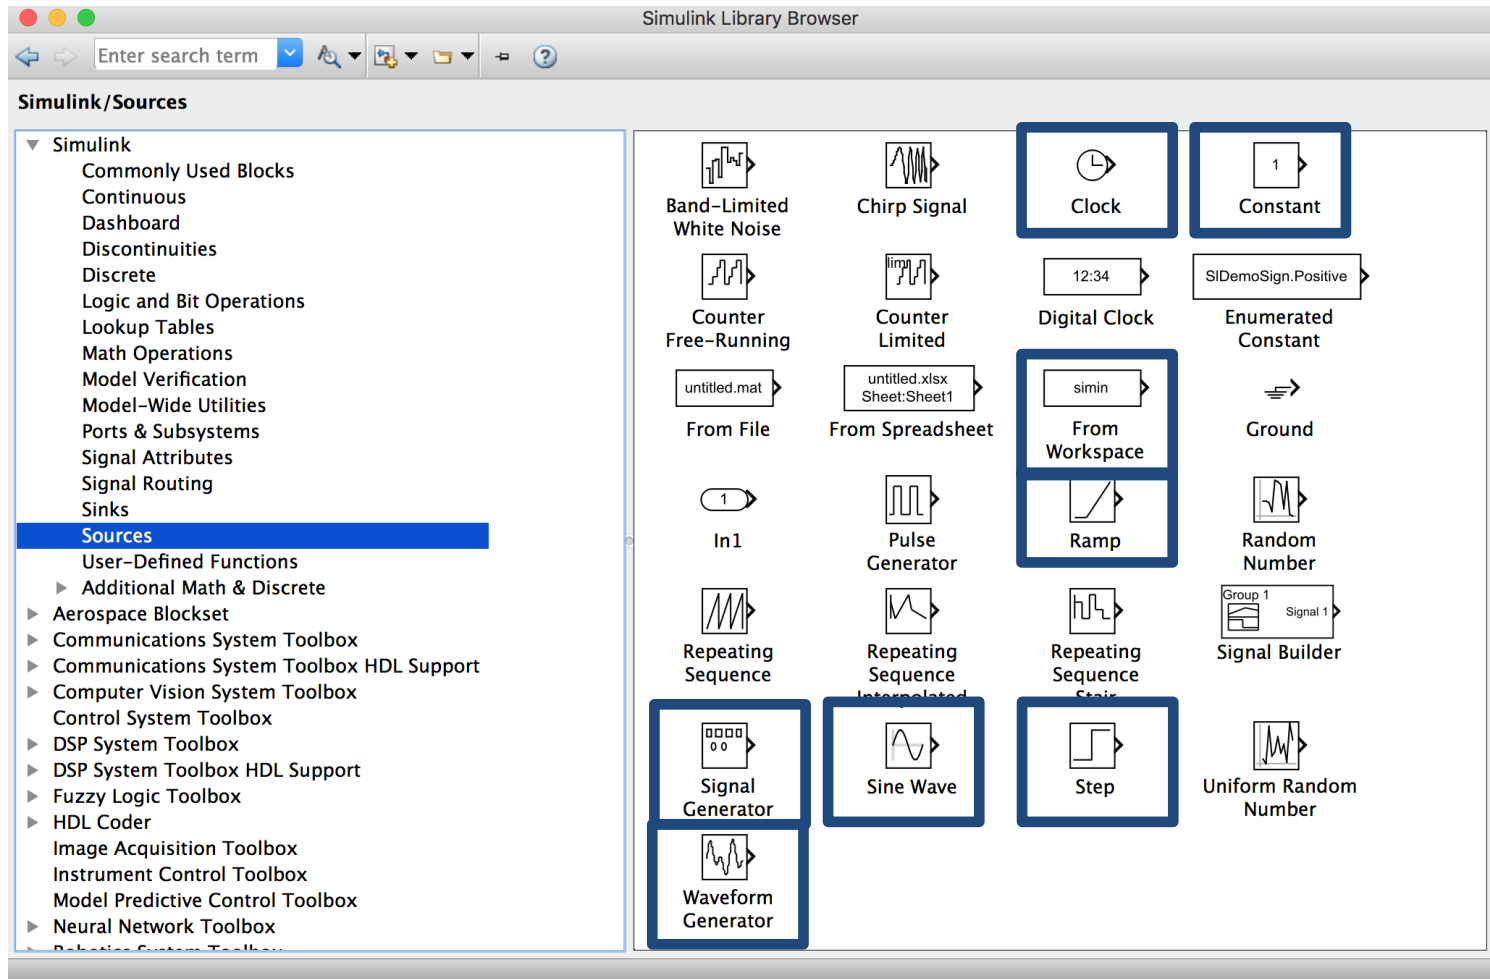 Simulink Library Browser
Enter search term
Simulink/Sources
Simulink
Commonly Used Blocks
Continuous
Dashboard
Discontinuities
Discrete
Logic and Bit Operations
Lookup Tables
Math Operations
Model Verification
Model-Wide Utilities
Ports & Subsystems
Signal Attributes
Signal Routing
Sinks
Sources
User-Defined Functions
Additional Math & Discrete
Aerospace Blockset
Communications System Toolbox
Communications System Toolbox HDL Support
Computer Vision System Toolbox
Control System Toolbox
DSP System Toolbox
DSP System Toolbox HDL Support
Fuzzy Logic Toolbox
HDL Coder
Image Acquisition Toolbox
Instrument Control Toolbox
Model Predictive Control Toolbox
Neural Network Toolbox
Robotics System Toolbox
Band-Limited
White Noise
Chirp Signal
Clock
1
Constant
Counter
Free-Running
lim
Counter
Limited
12:34
Digital Clock
SlDemoSign.Positive
Enumerated
Constant
untitled.mat
From File
untitled.xlsx
Sheet:Sheet1
From Spreadsheet
simin
From
Workspace
Ground
1
In1
Pulse
Generator
Ramp
Random
Number
Repeating
Sequence
Repeating
Sequence
Interpolated
Repeating
Sequence
Stair
Group 1
Signal 1
Signal Builder
Signal
Generator
Sine Wave
Step
Uniform Random
Number
Waveform
Generator